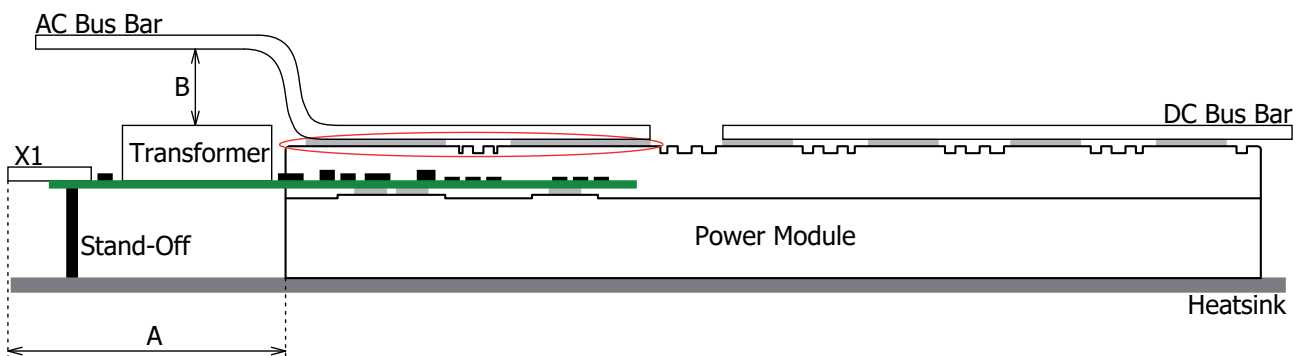 AC Bus Bar
B
DC Bus Bar
X1
Transformer
Stand-Off
Power Module
Heatsink
A